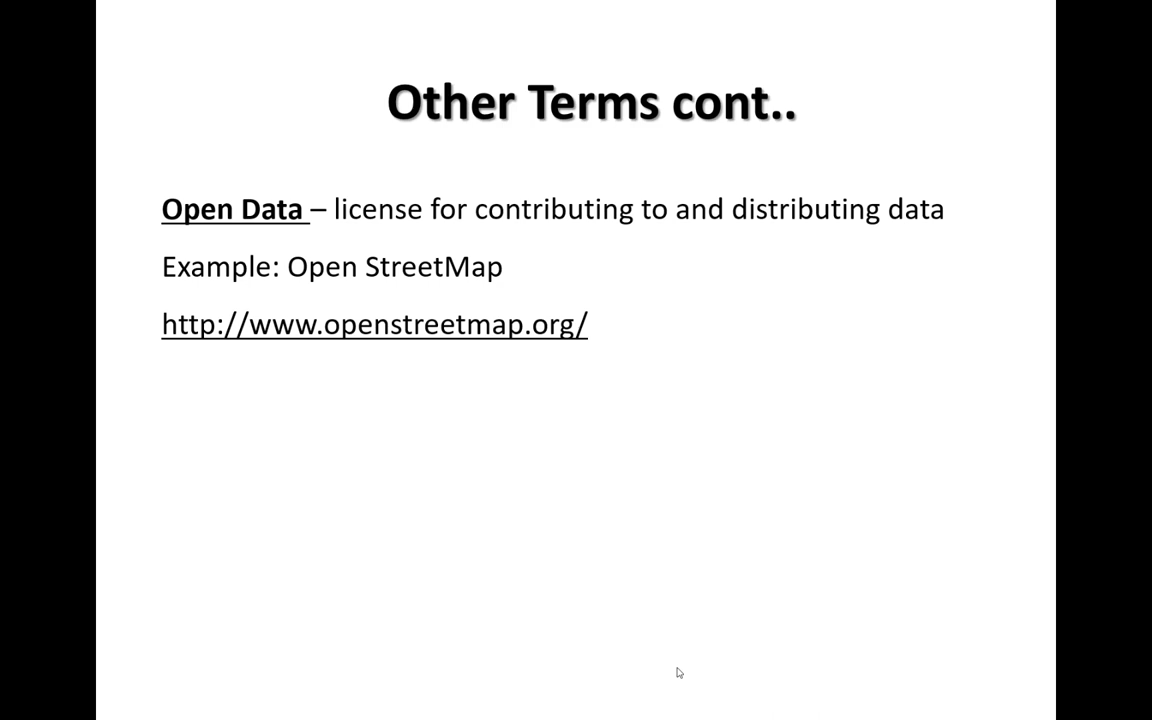 Other Terms cont..
Open Data – license for contributing to and distributing data
Example: Open StreetMap
http://www.openstreetmap.org/